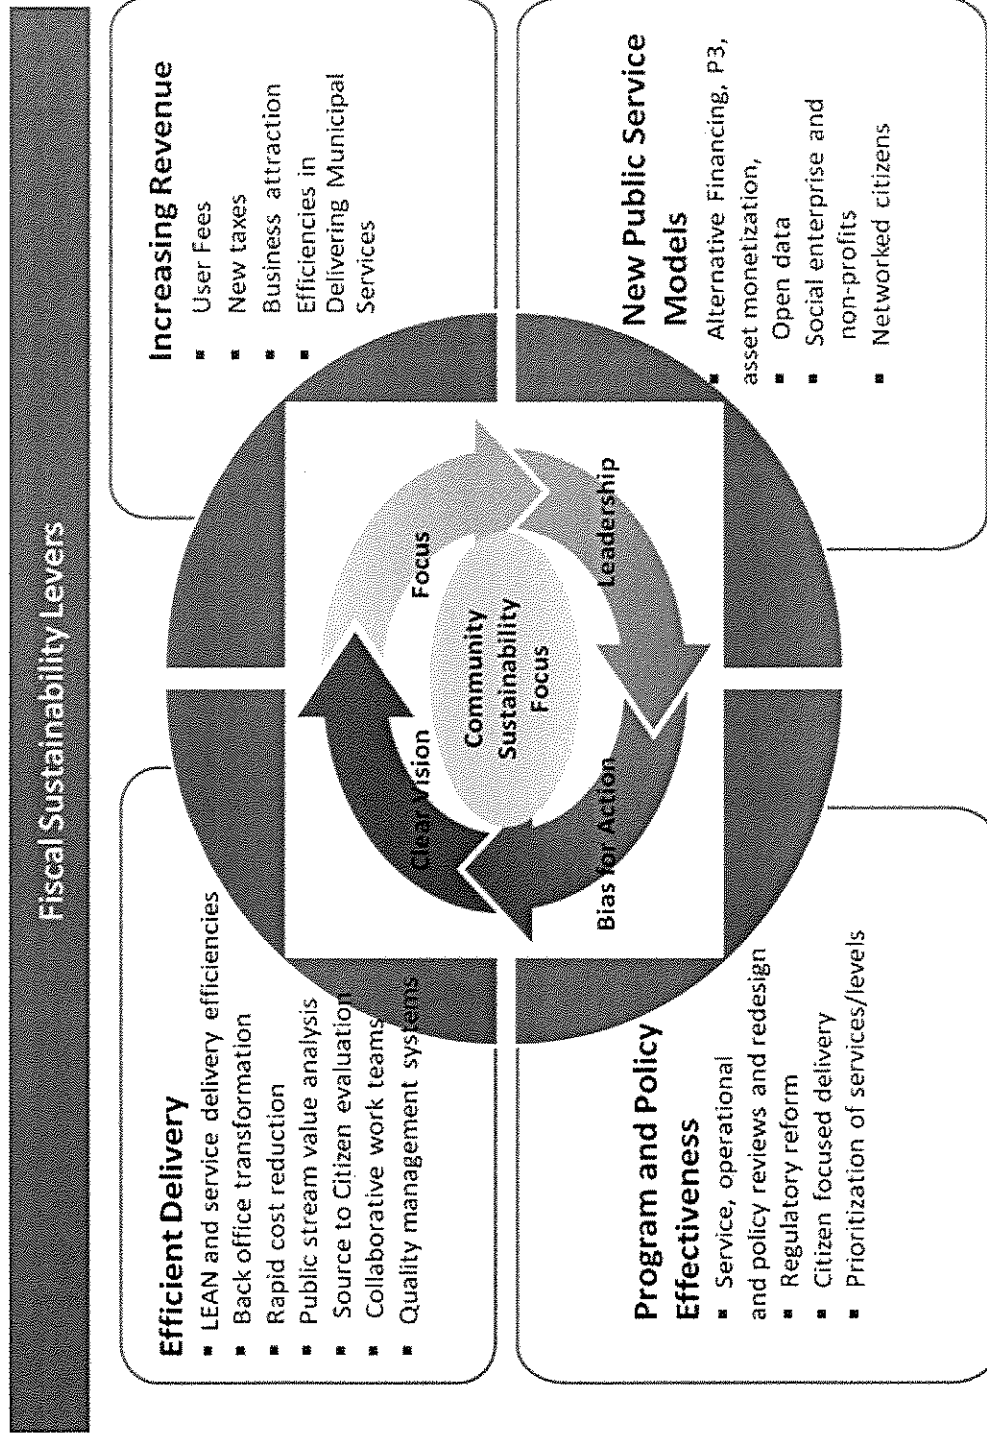 Fiscal Sustainability Levers
Efficient Delivery
▪ LEAN and service delivery efficiencies
▪ Back office transformation
▪ Rapid cost reduction
▪ Public stream value analysis
▪ Source to Citizen evaluation
▪ Collaborative work teams
▪ Quality management systems
Increasing Revenue
▪ User Fees
▪ New taxes
▪ Business attraction
▪ Efficiencies in
Delivering Municipal
Services
Clear Vision
Focus
Community
Sustainability
Focus
Bias for Action
Leadership
Program and Policy
Effectiveness
▪ Service, operational
and policy reviews and redesign
▪ Regulatory reform
▪ Citizen focused delivery
▪ Prioritization of services/levels
New Public Service
Models
▪ Alternative Financing, P3,
asset monetization,
▪ Open data
▪ Social enterprise and
non-profits
▪ Networked citizens